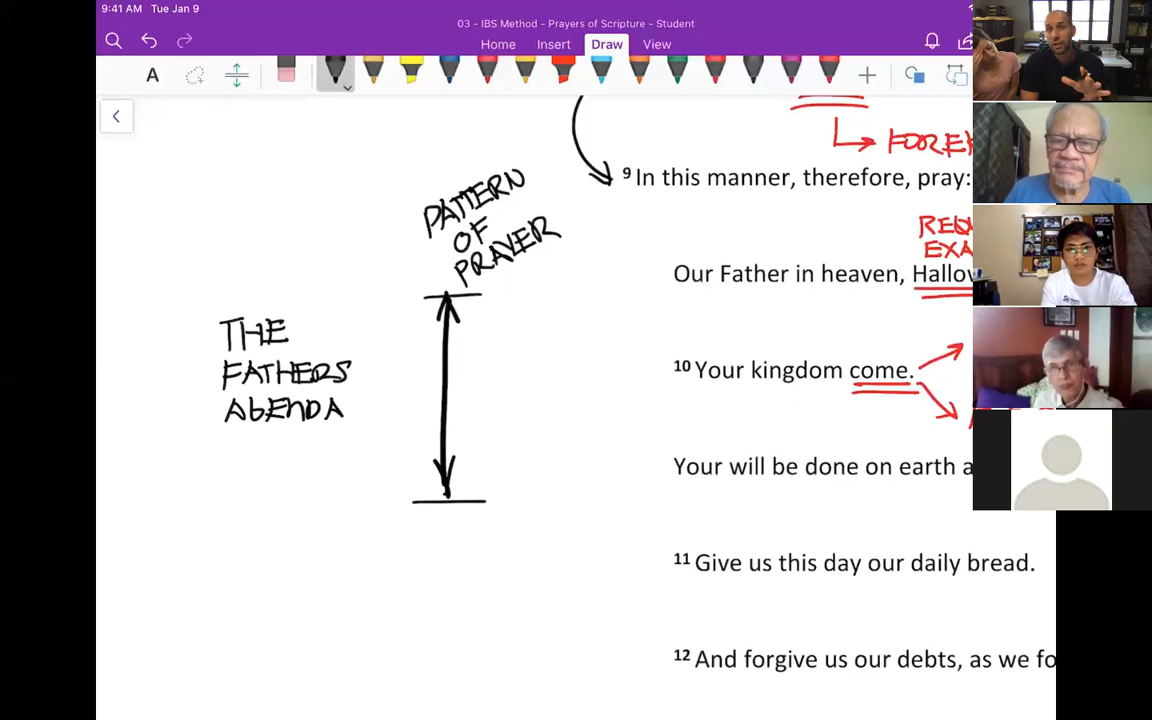 9:41 AM Tue Jan 9
03 - IBS Method - Prayers of Scripture - Student
Home Insert Draw View
A
9 In this manner, therefore, pray:
PATTERN
OF
PRAYER
Our Father in heaven,
THE
FATHERS
AGENDA
10 Your kingdom come.
Your will be done on earth
11 Give us this day our daily bread.
12 And forgive us our debts, as we